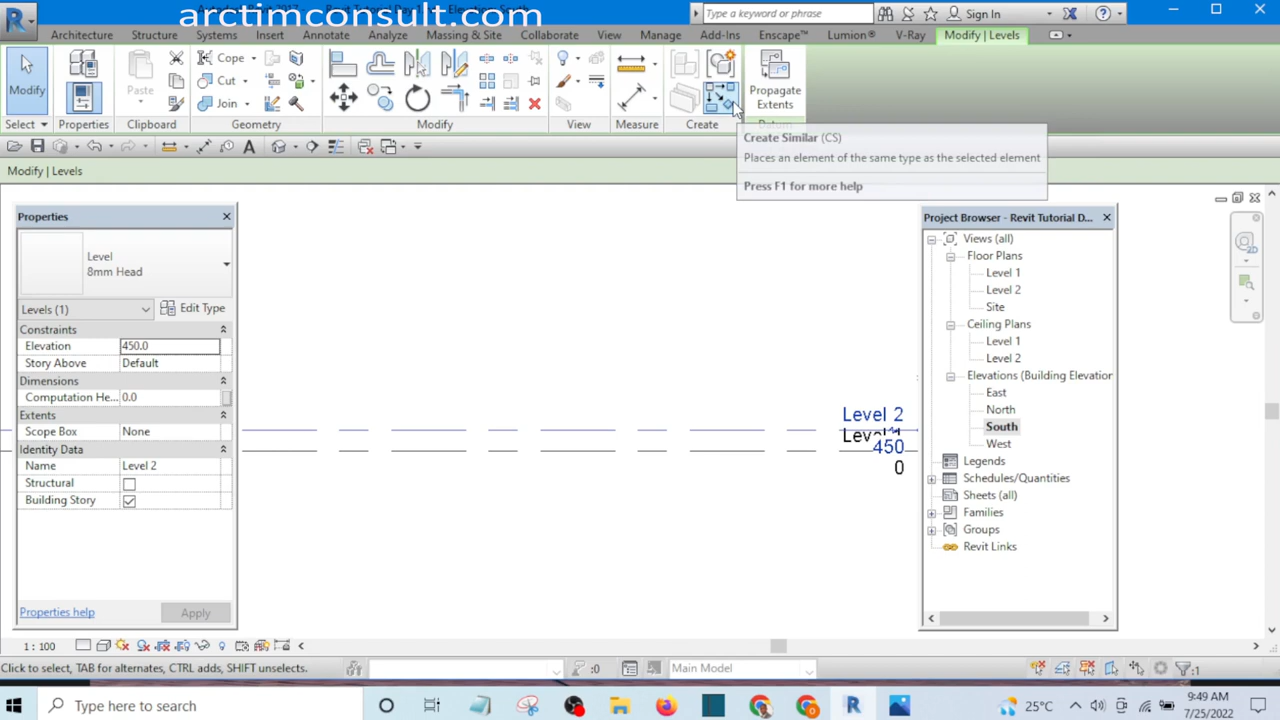 arctimconsult.com
Type a keyword or phrase
Sign In
Architecture Structure Systems Insert Annotate Analyze Massing & Site Collaborate View Manage Add-Ins Enscape™ Lumion® V-Ray Modify | Levels
Cope
Cut
Join
Modify
Paste
Propagate
Extents
Select Properties Clipboard Geometry Modify View Measure Create
Create Similar (CS)
Places an element of the same type as the selected element
Press F1 for more help
Modify | Levels
Properties
Level
8mm Head
Levels (1)
Edit Type
Constraints
Elevation 450.0
Story Above Default
Dimensions
Computation He... 0.0
Extents
Scope Box None
Identity Data
Name Level 2
Structural
Building Story
Properties help
Apply
Level 2
450
0
Project Browser - Revit Tutorial D...
Views (all)
Floor Plans
Level 1
Level 2
Site
Ceiling Plans
Level 1
Level 2
Elevations (Building Elevation
East
North
South
West
Legends
Schedules/Quantities
Sheets (all)
Families
Groups
Revit Links
1 : 100
Click to select, TAB for alternates, CTRL adds, SHIFT unselects.
:0
Main Model
:1
Type here to search
25°C
9:49 AM
7/25/2022